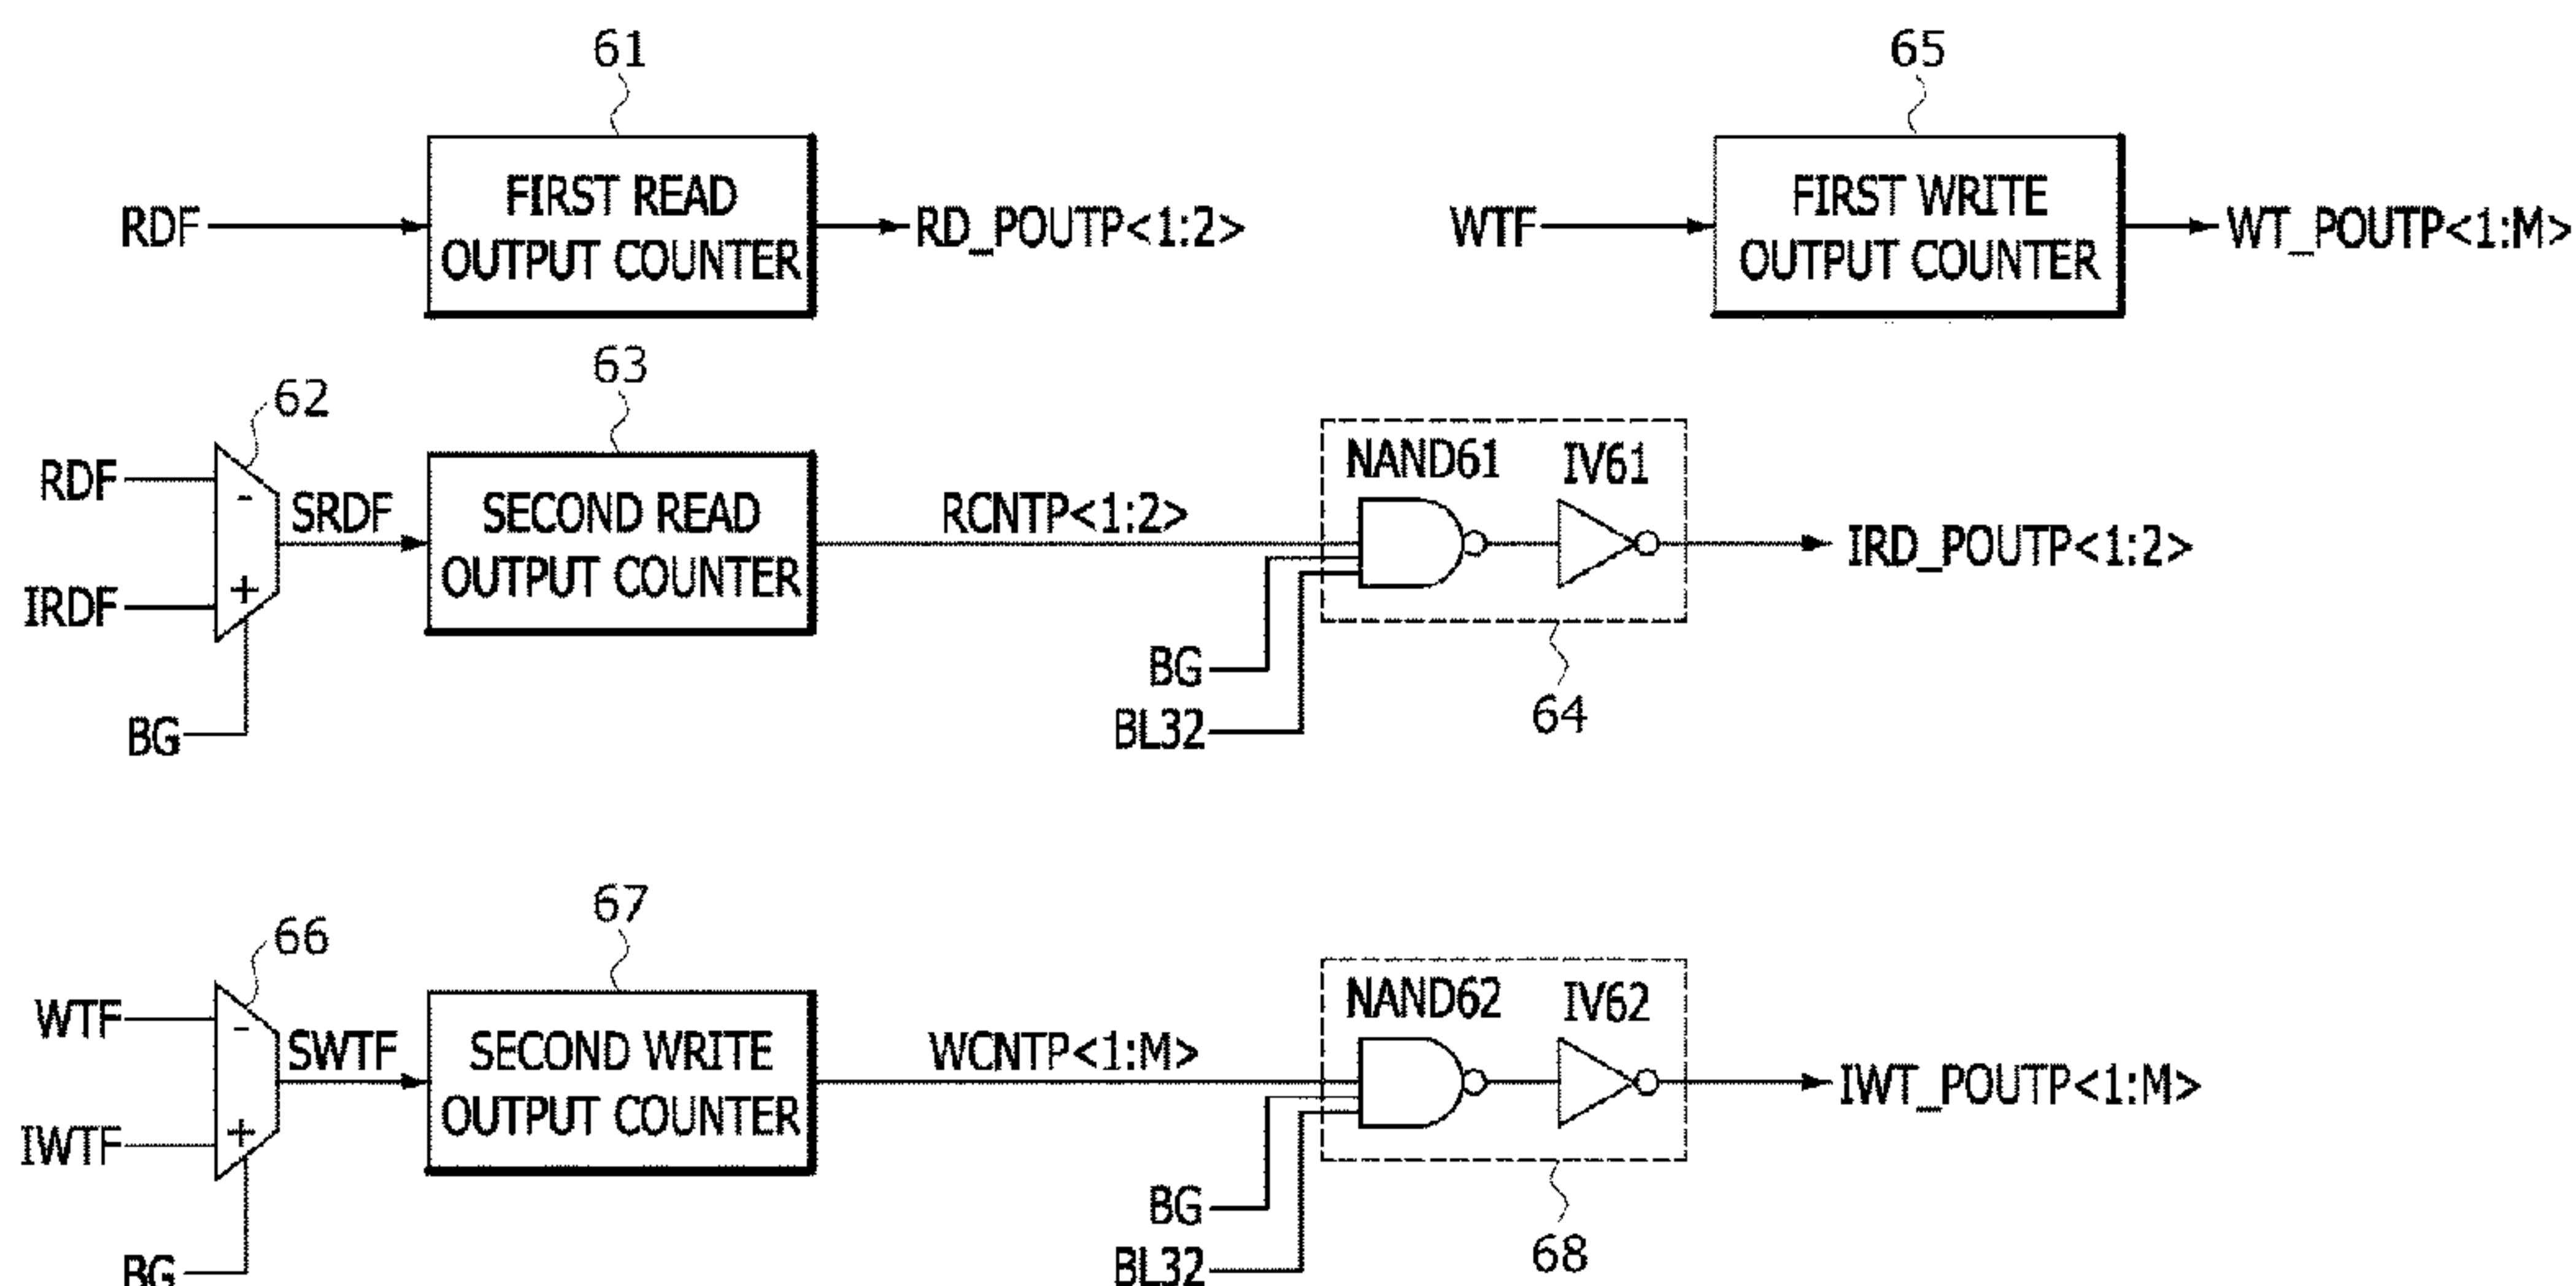 61
65
RDF
FIRST READ
OUTPUT COUNTER
RD_POUTP<1:2>
WTF
FIRST WRITE
OUTPUT COUNTER
WT_POUTP<1:M>
62
63
RDF
-
IRDF
+
BG
SRDF
SECOND READ
OUTPUT COUNTER
RCNTP<1:2>
NAND61
IV61
IRD_POUTP<1:2>
BG
BL32
64
66
67
WTF
-
IWTF
+
BG
SWTF
SECOND WRITE
OUTPUT COUNTER
WCNTP<1:M>
NAND62
IV62
IWT_POUTP<1:M>
BG
BL32
68